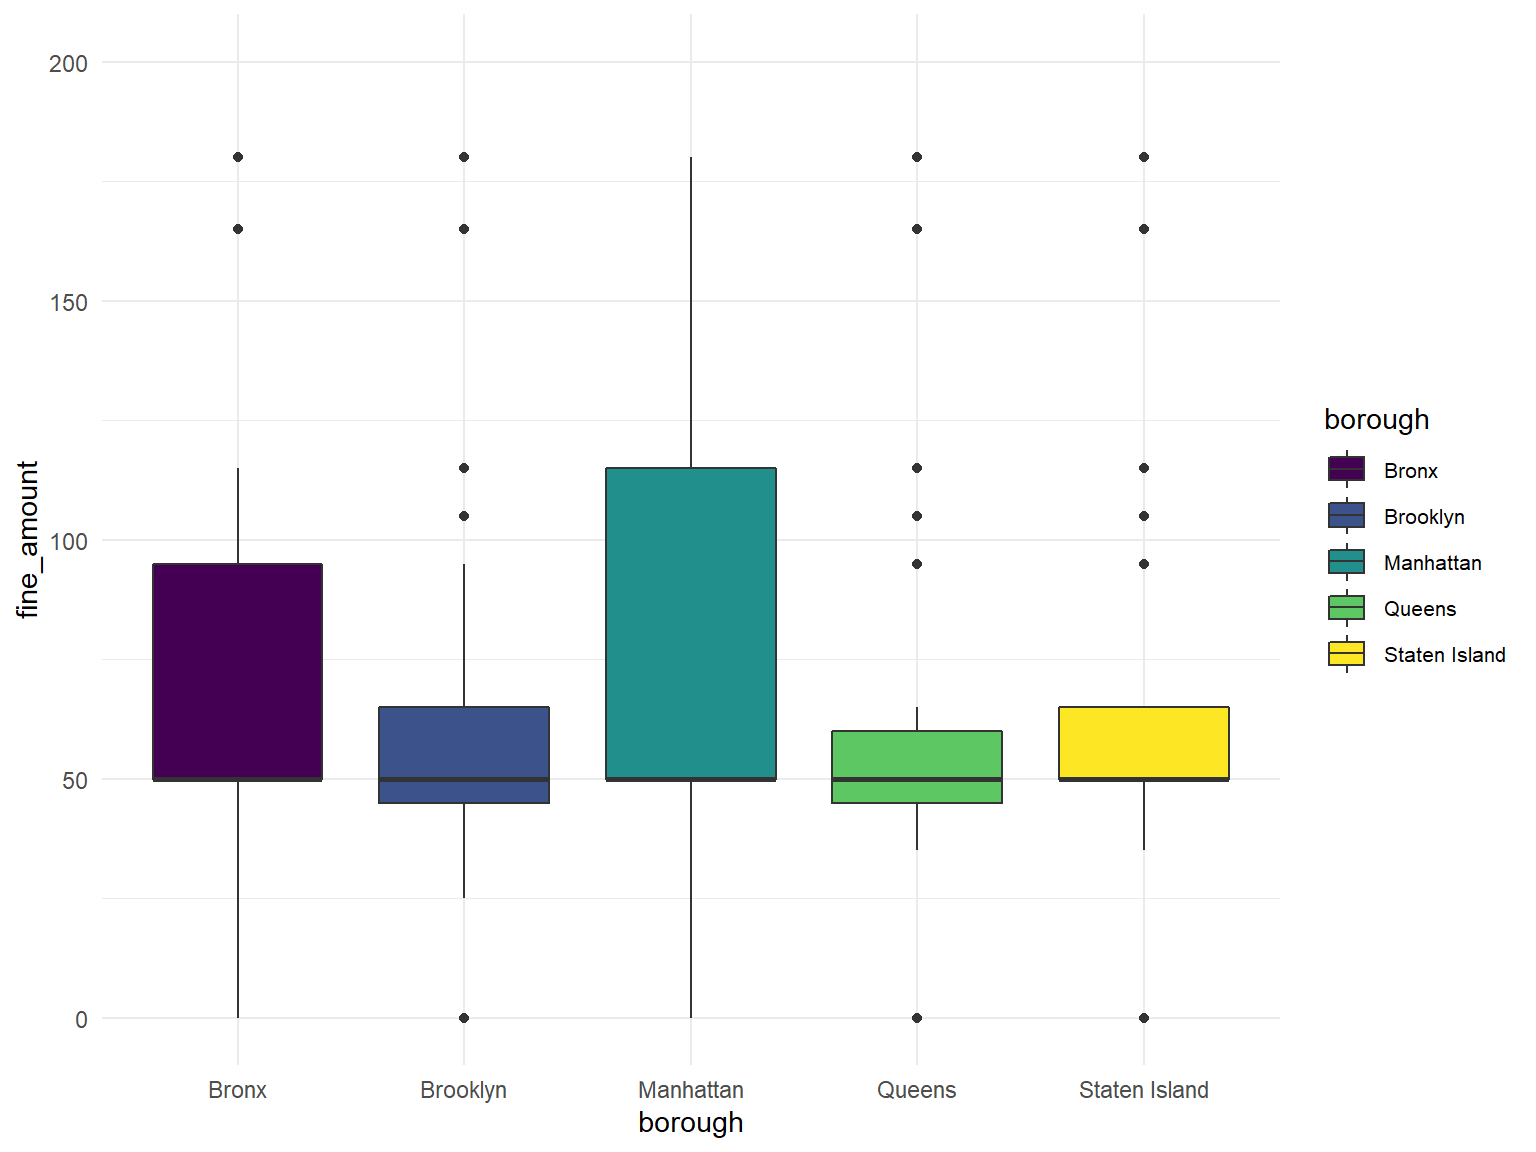 200
150
100
50
0
fine_amount
Bronx
Brooklyn
Manhattan
Queens
Staten Island
borough
borough
Bronx
Brooklyn
Manhattan
Queens
Staten Island